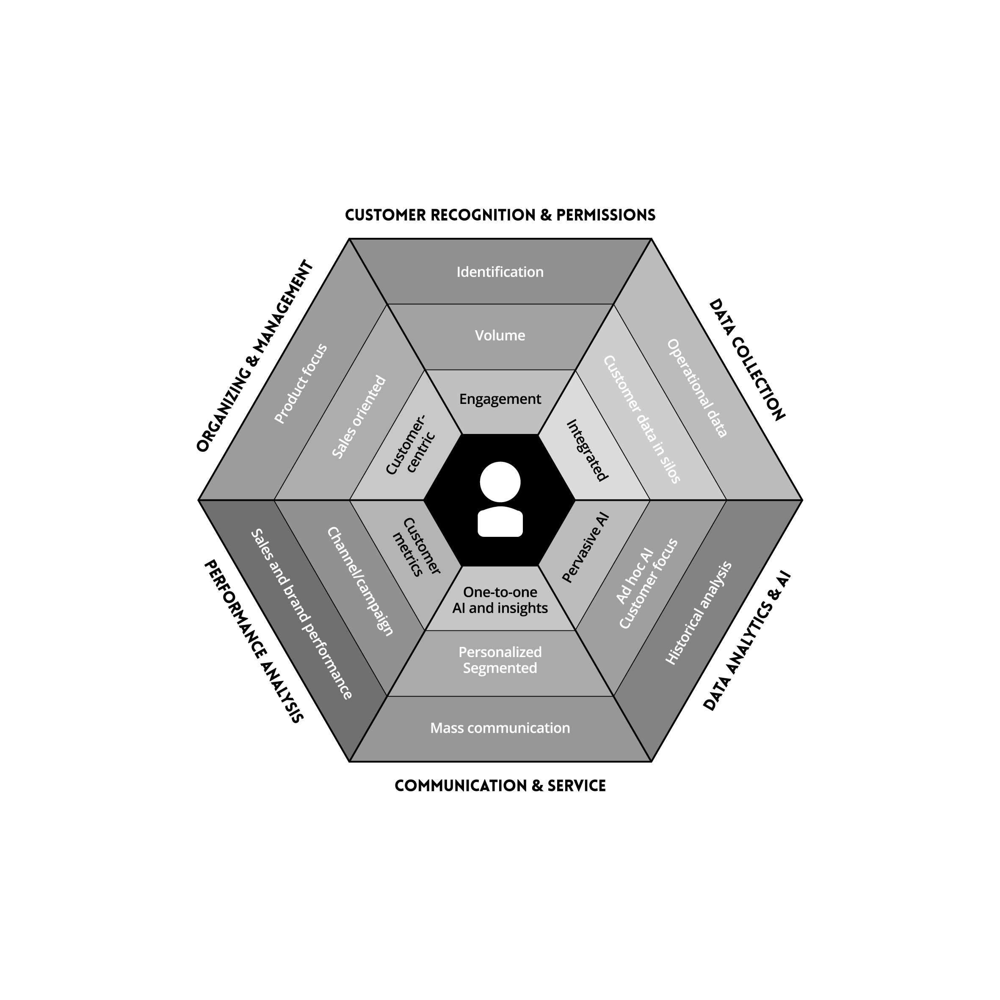 CUSTOMER RECOGNITION & PERMISSIONS
Identification
Volume
Engagement
DATA COLLECTION
Operational data
Customer data in silos
Integrated
DATA ANALYTICS & AI
Historical analysis
Ad hoc AI
Customer focus
Pervasive AI
COMMUNICATION & SERVICE
Mass communication
Personalized
Segmented
One-to-one
AI and insights
PERFORMANCE ANALYSIS
Sales and brand performance
Channel/campaign
Customer
metrics
ORGANIZING & MANAGEMENT
Product focus
Sales oriented
Customer-
centric